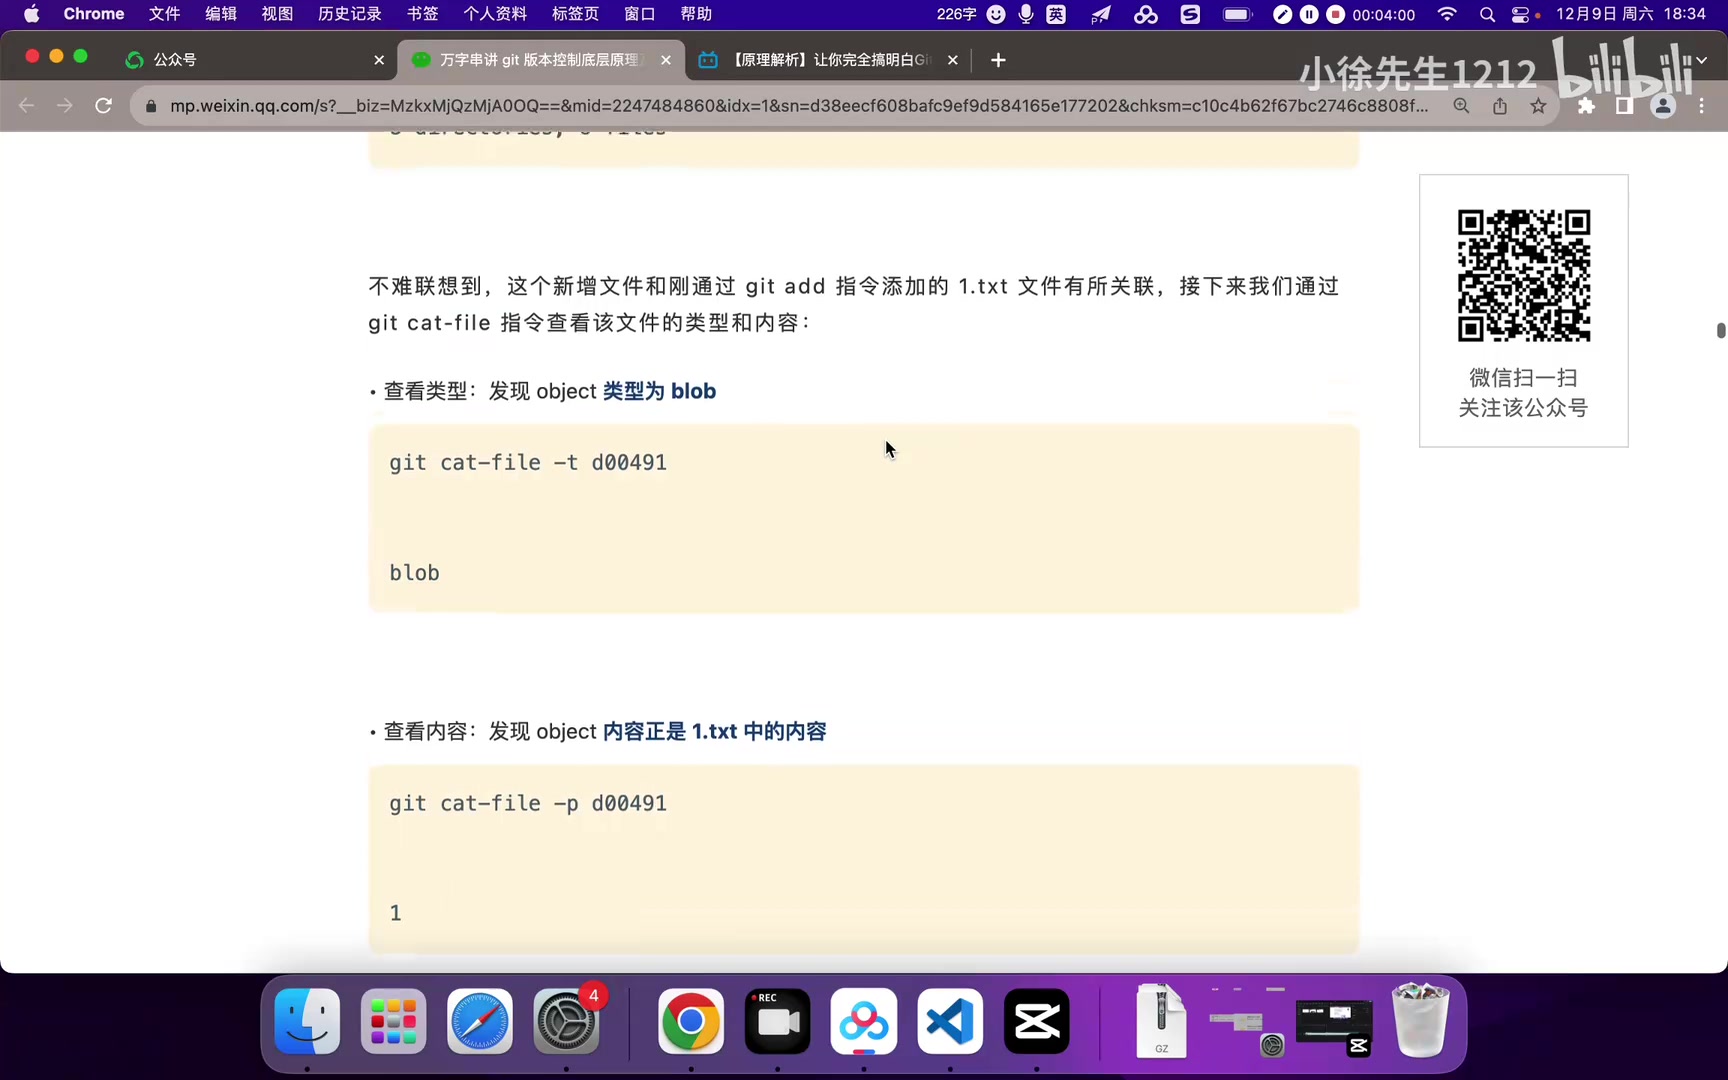 Chrome 文件 编辑 视图 历史记录 书签 个人资料 标签页 窗口 帮助 226字 英 00:04:00 12月9日 周六 18:34
公众号 万字串讲 git 版本控制底层原理 【原理解析】让你完全搞明白Gi
小徐先生1212 bilibili
mp.weixin.qq.com/s?__biz=MzkxMjQzMjA0OQ==&mid=2247484860&idx=1&sn=d38eecf608bafc9ef9d584165e177202&chksm=c10c4b62f67bc2746c8808f...
不难联想到，这个新增文件和刚通过 git add 指令添加的 1.txt 文件有所关联，接下来我们通过
git cat-file 指令查看该文件的类型和内容：
• 查看类型：发现 object 类型为 blob
git cat-file -t d00491
blob
• 查看内容：发现 object 内容正是 1.txt 中的内容
git cat-file -p d00491
1
微信扫一扫
关注该公众号
4
REC
GZ